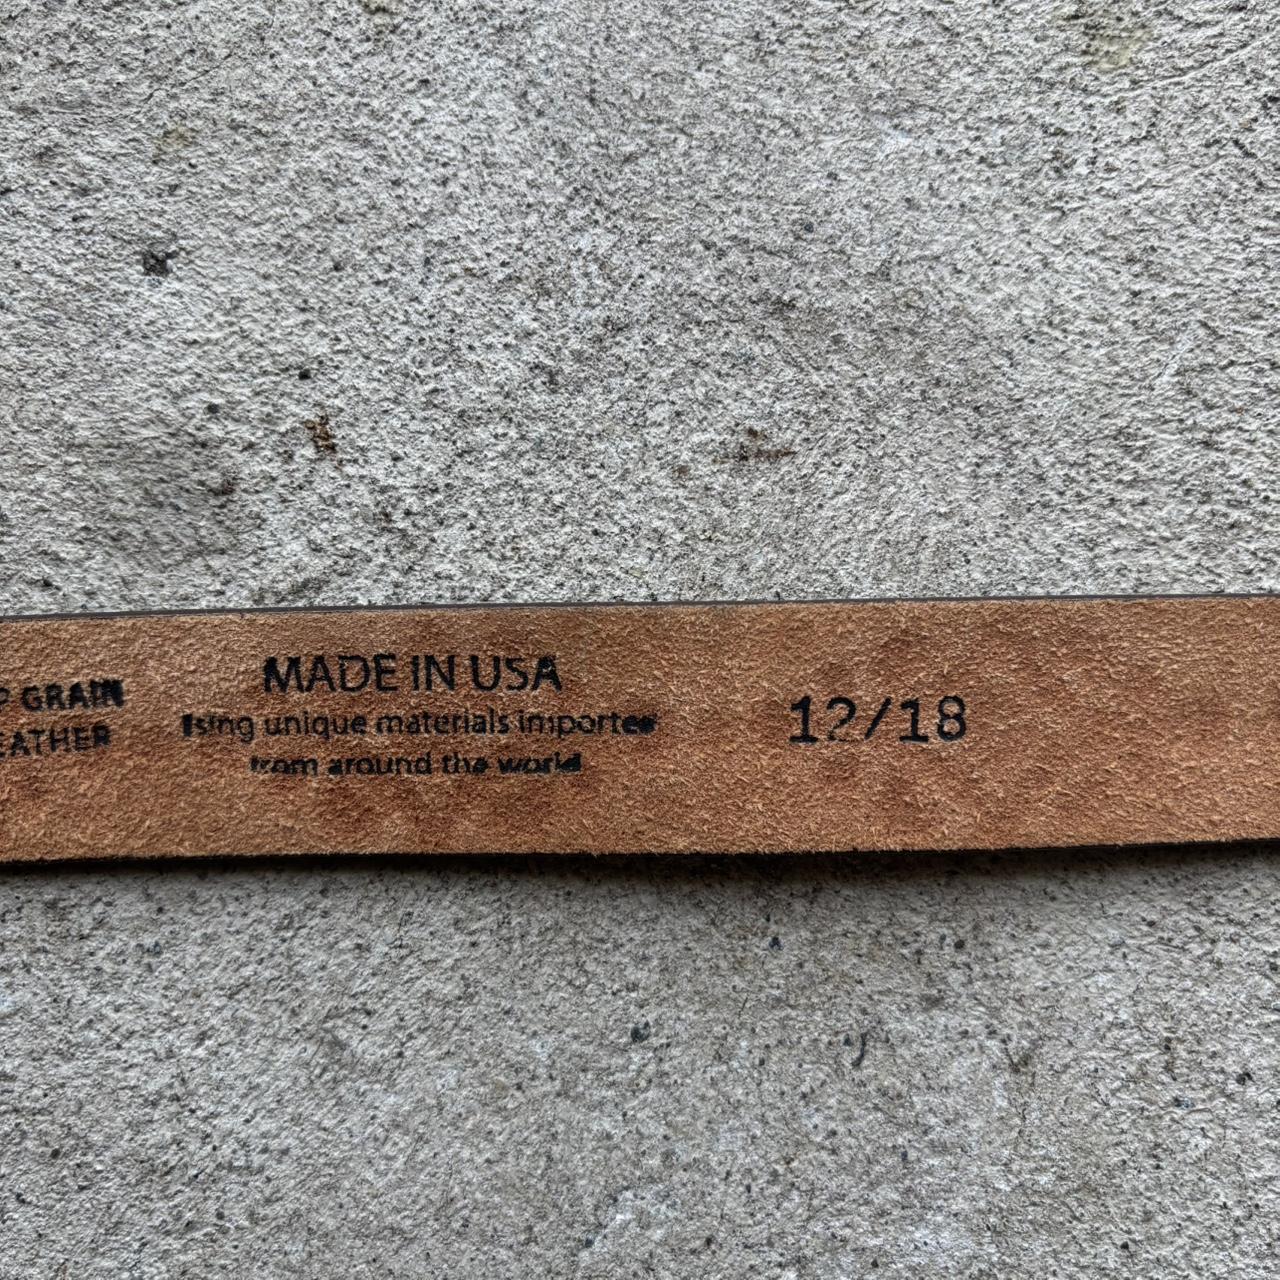 P GRAIN
EATHER
MADE IN USA
Using unique materials imported
from around the world
12/18